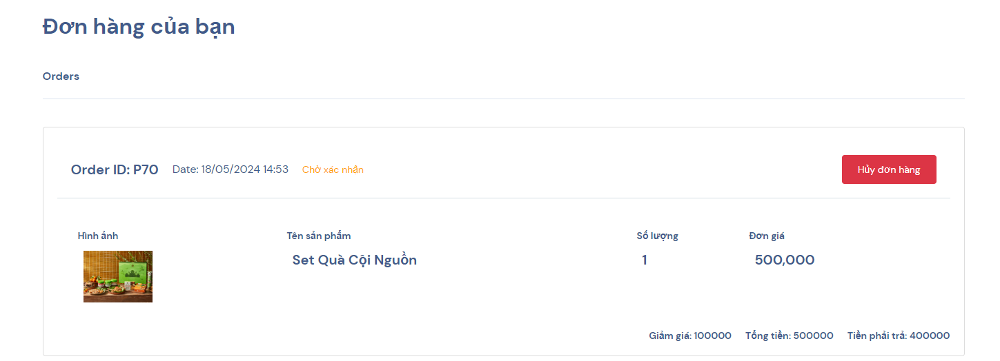 Đơn hàng của bạn
Orders
Order ID: P70 Date: 18/05/2024 14:53 Chờ xác nhận Hủy đơn hàng
Hình ảnh Tên sản phẩm Số lượng Đơn giá
Set Quà Cội Nguồn 1 500,000
Giảm giá: 100000 Tổng tiền: 500000 Tiền phải trả: 400000